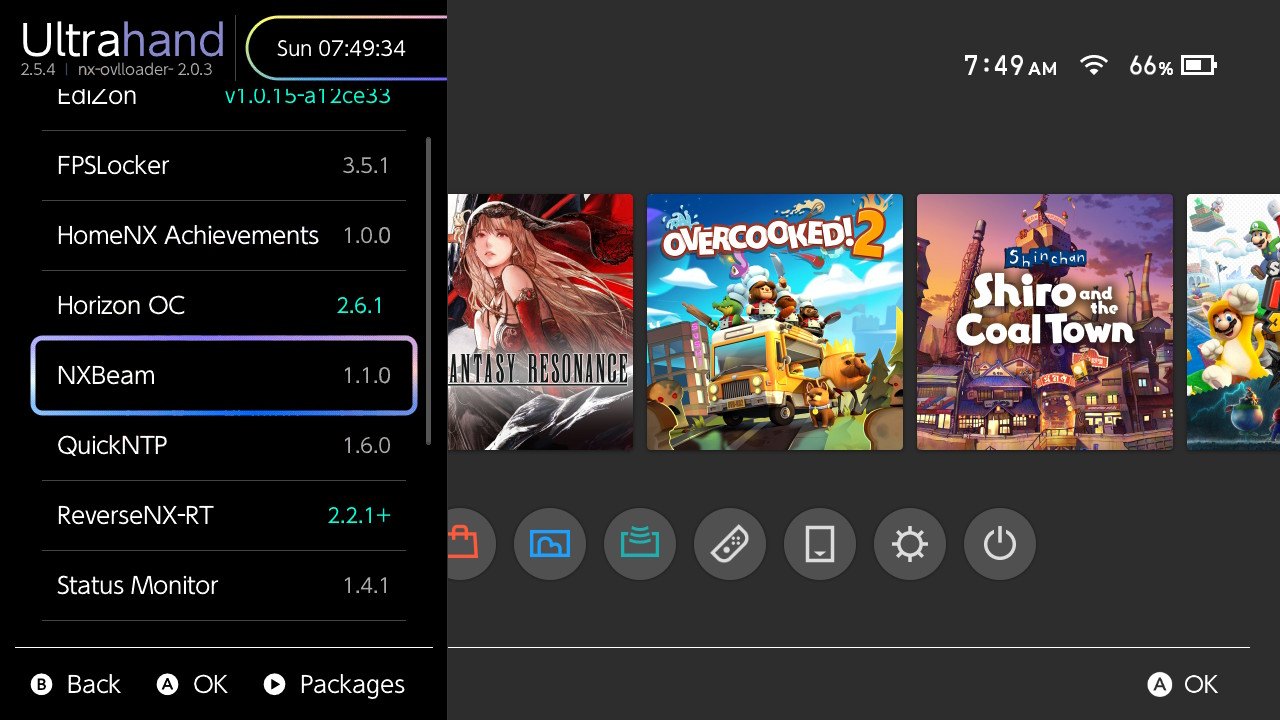 Ultrahand
2.5.4 | nx-ovlloader- 2.0.3
Sun 07:49:34
7:49 AM
66%
EdiZon v1.0.15-a12ce33
FPSLocker 3.5.1
HomeNX Achievements 1.0.0
Horizon OC 2.6.1
NXBeam 1.1.0
QuickNTP 1.6.0
ReverseNX-RT 2.2.1+
Status Monitor 1.4.1
ANTASY RESONANCE
OVERCOOKED! 2
Shinchan
Shiro and the
Coal Town
B Back
A OK
Packages
A OK